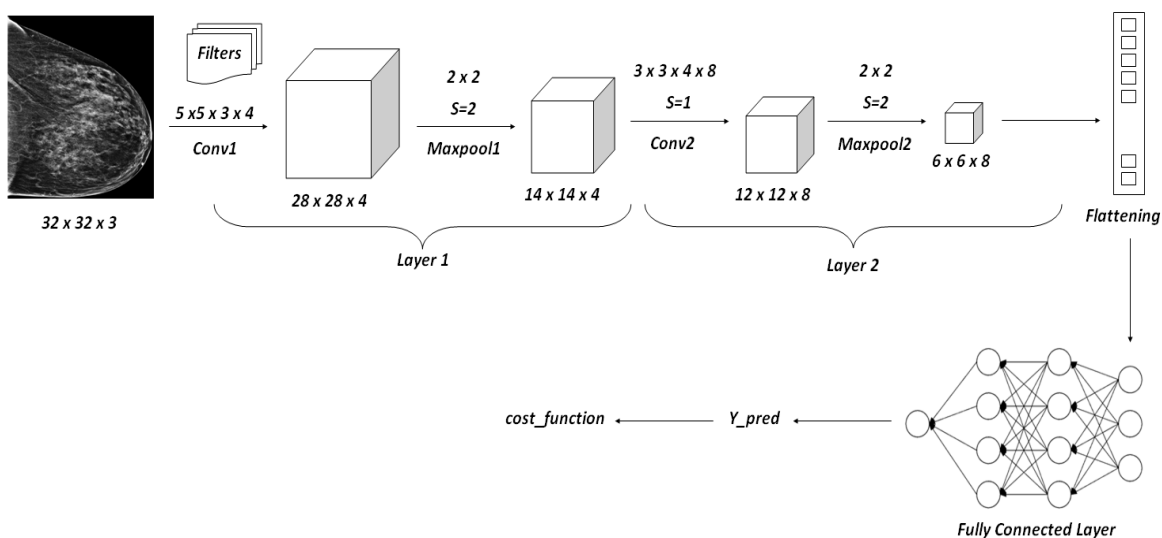 Filters
5 x5 x 3 x 4
Conv1
32 x 32 x 3
28 x 28 x 4
2 x 2
S=2
Maxpool1
14 x 14 x 4
Layer 1
3 x 3 x 4 x 8
S=1
Conv2
12 x 12 x 8
2 x 2
S=2
Maxpool2
6 x 6 x 8
Layer 2
Flattening
cost_function
Y_pred
Fully Connected Layer